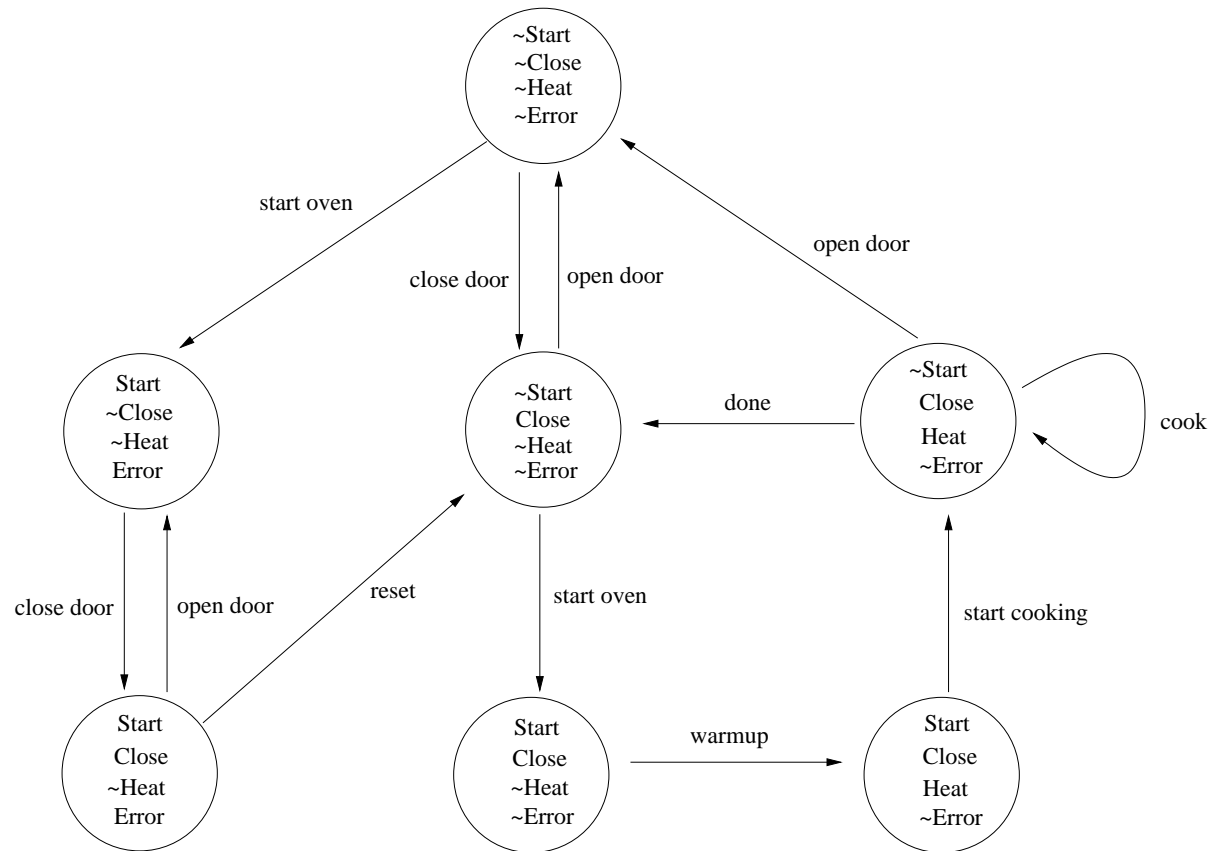 ~Start
~Close
~Heat
~Error
start oven
close door
open door
open door
Start
~Close
~Heat
Error
~Start
Close
~Heat
~Error
done
~Start
Close
Heat
~Error
cook
close door
open door
reset
start oven
start cooking
Start
Close
~Heat
Error
Start
Close
~Heat
~Error
warmup
Start
Close
Heat
~Error